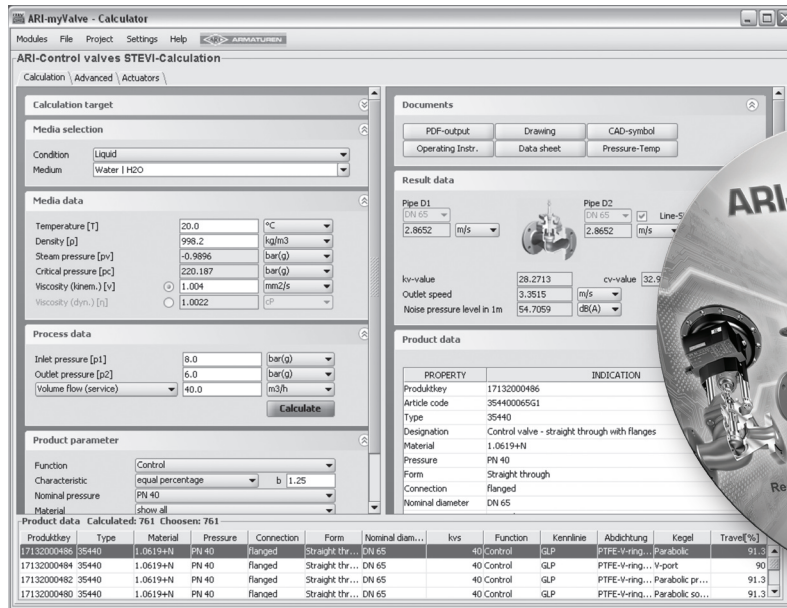 ARI-myValve - Calculator
Modules File Project Settings Help ARI ARMATUREN
ARI-Control valves STEVI-Calculation
Calculation Advanced Actuators
Calculation target
Media selection
Condition Liquid
Medium Water | H2O
Media data
Temperature [T] 20.0 °C
Density [ρ] 998.2 kg/m3
Steam pressure [pv] -0.9896 bar(g)
Critical pressure [pc] 220.187 bar(g)
Viscosity (kinem.) [v] 1.004 mm2/s
Viscosity (dyn.) [η] 1.0022 cP
Process data
Inlet pressure [p1] 8.0 bar(g)
Outlet pressure [p2] 6.0 bar(g)
Volume flow (service) 40.0 m3/h
Calculate
Product parameter
Function Control
Characteristic equal percentage b 1.25
Nominal pressure PN 40
Material show all
Documents
PDF-output Drawing CAD-symbol
Operating Instr. Data sheet Pressure-Temp
Result data
Pipe D1 Pipe D2
DN 65 DN 65
2.8652 m/s 2.8652 m/s
kv-value 28.2713 cv-value 32.9
Outlet speed 3.3515 m/s
Noise pressure level in 1m 54.7059 dB(A)
Product data
PROPERTY INDICATION
Produktkey 17132000486
Article code 354400065G1
Type 35440
Designation Control valve - straight through with flanges
Material 1.0619+N
Pressure PN 40
Form Straight through
Connection flanged
Nominal diameter DN 65
ARI-
Re
Product data Calculated: 761 Choosen: 761
Produktkey Type Material Pressure Connection Form Nominal diam... kvs Function Kennlinie Abdichtung Kegel Travel[%]
17132000486 35440 1.0619+N PN 40 flanged Straight thr... DN 65 40 Control GLP PTFE-V-ring... Parabolic 91.3
17132000484 35440 1.0619+N PN 40 flanged Straight thr... DN 65 40 Control GLP PTFE-V-ring... V-port 90
17132000482 35440 1.0619+N PN 40 flanged Straight thr... DN 65 40 Control GLP PTFE-V-ring... Parabolic pr... 91.3
17132000480 35440 1.0619+N PN 40 flanged Straight thr... DN 65 40 Control GLP PTFE-V-ring... Parabolic so... 91.3